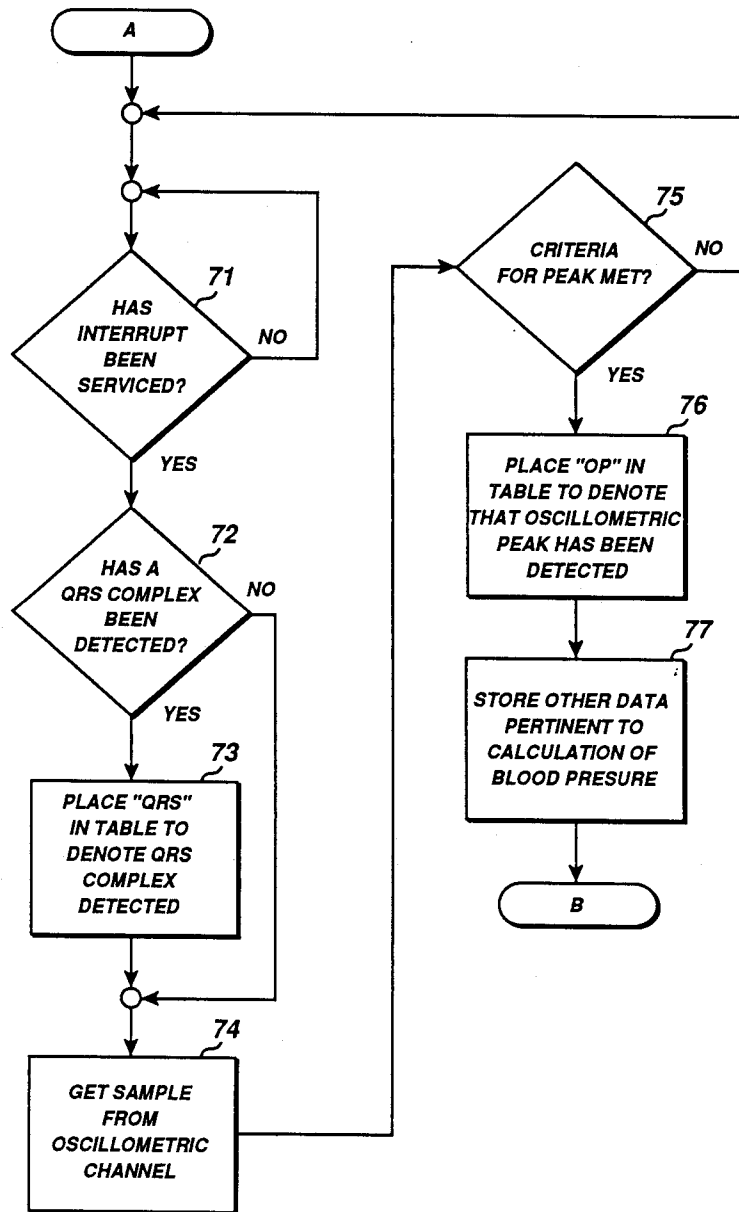 A
71
HAS
INTERRUPT
BEEN
SERVICED?
NO
YES
72
HAS A
QRS COMPLEX
BEEN
DETECTED?
NO
YES
73
PLACE "QRS"
IN TABLE TO
DENOTE QRS
COMPLEX
DETECTED
74
GET SAMPLE
FROM
OSCILLOMETRIC
CHANNEL
75
CRITERIA
FOR PEAK MET?
NO
YES
76
PLACE "OP" IN
TABLE TO DENOTE
THAT OSCILLOMETRIC
PEAK HAS BEEN
DETECTED
77
STORE OTHER DATA
PERTINENT TO
CALCULATION OF
BLOOD PRESURE
B